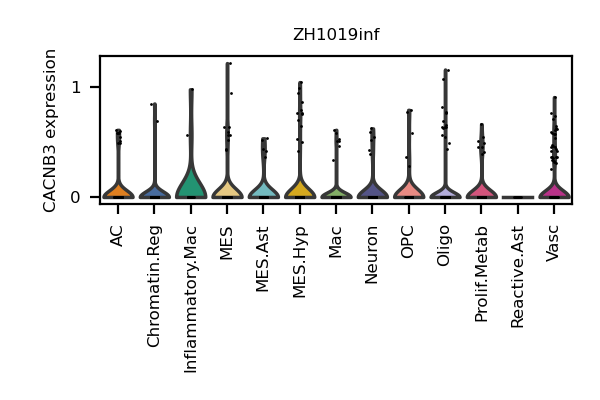 ZH1019inf
CACNB3 expression
1
0
AC
Chromatin.Reg
Inflammatory.Mac
MES
MES.Ast
MES.Hyp
Mac
Neuron
OPC
Oligo
Prolif.Metab
Reactive.Ast
Vasc